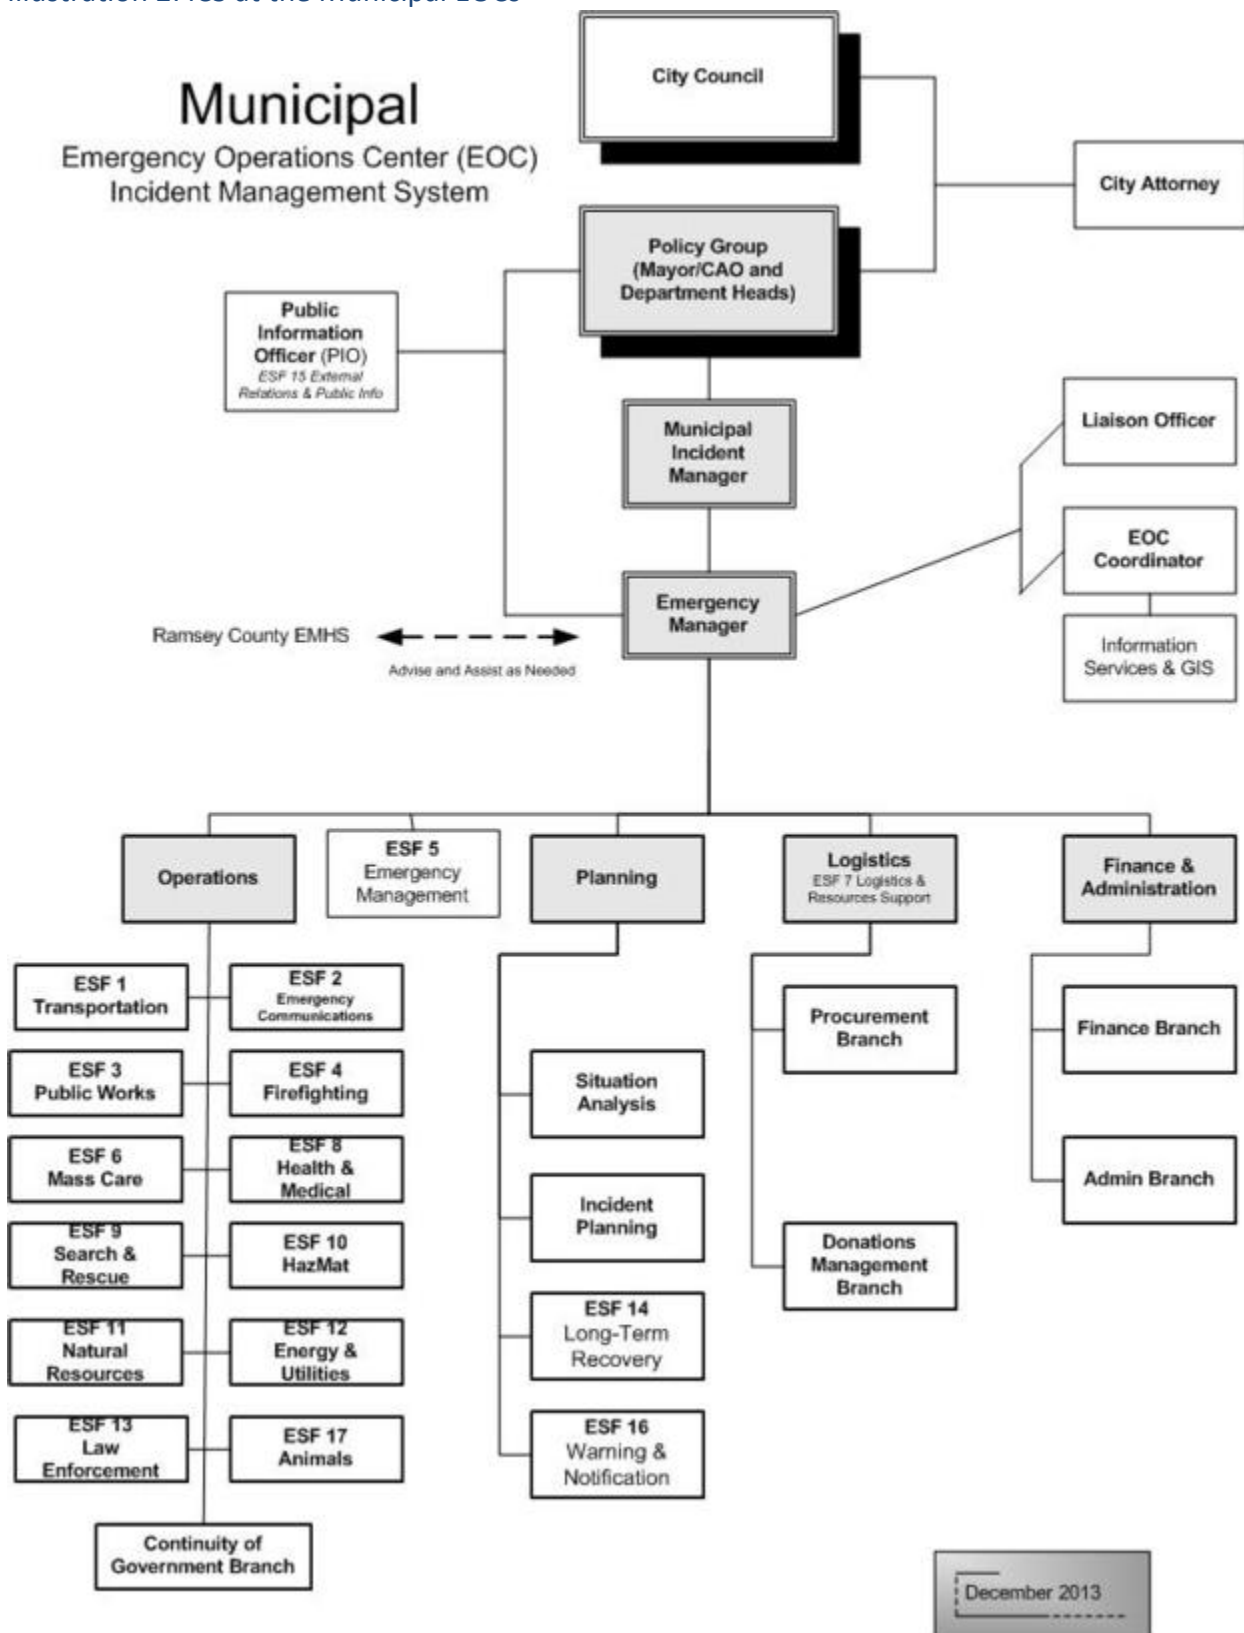 Illustration 2: ICS at the Municipal EOCs
Municipal
Emergency Operations Center (EOC)
Incident Management System
City Council
City Attorney
Policy Group
(Mayor/CAO and
Department Heads)
Public
Information
Officer (PIO)
ESF 15 External
Relations & Public Info
Municipal
Incident
Manager
Liaison Officer
EOC
Coordinator
Emergency
Manager
Information
Services & GIS
Ramsey County EMHS
Advise and Assist as Needed
Operations
ESF 5
Emergency
Management
Planning
Logistics
ESF 7 Logistics &
Resources Support
Finance &
Administration
ESF 1
Transportation
ESF 2
Emergency
Communications
ESF 3
Public Works
ESF 4
Firefighting
ESF 6
Mass Care
ESF 8
Health &
Medical
ESF 9
Search &
Rescue
ESF 10
HazMat
ESF 11
Natural
Resources
ESF 12
Energy &
Utilities
ESF 13
Law
Enforcement
ESF 17
Animals
Continuity of
Government Branch
Situation
Analysis
Incident
Planning
ESF 14
Long-Term
Recovery
ESF 16
Warning &
Notification
Procurement
Branch
Donations
Management
Branch
Finance Branch
Admin Branch
December 2013